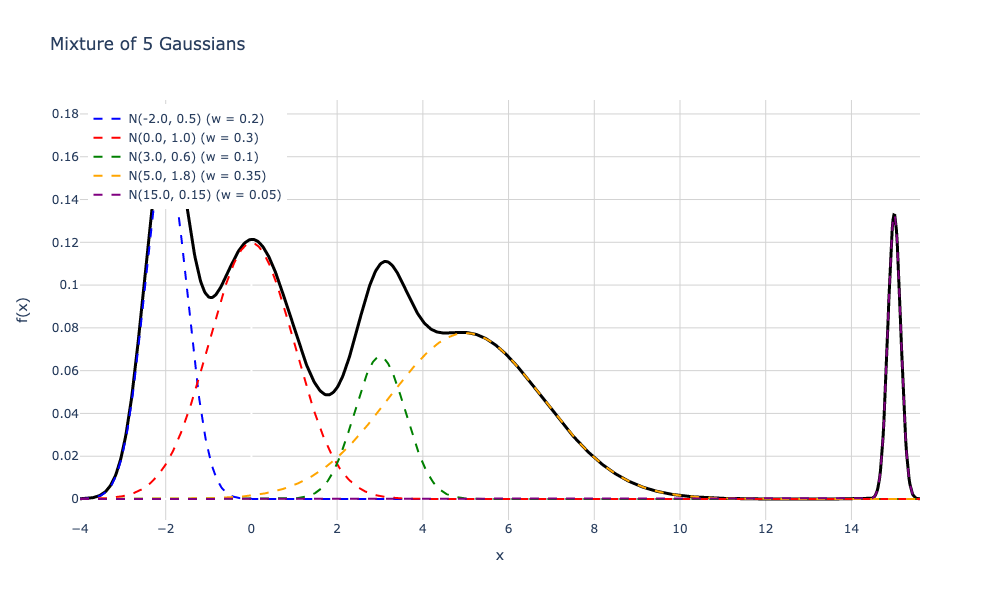 Mixture of 5 Gaussians
0.18
0.16
0.14
0.12
0.1
0.08
0.06
0.04
0.02
0
N(-2.0, 0.5) (w = 0.2)
N(0.0, 1.0) (w = 0.3)
N(3.0, 0.6) (w = 0.1)
N(5.0, 1.8) (w = 0.35)
N(15.0, 0.15) (w = 0.05)
f(x)
−4 −2 0 2 4 6 8 10 12 14
x